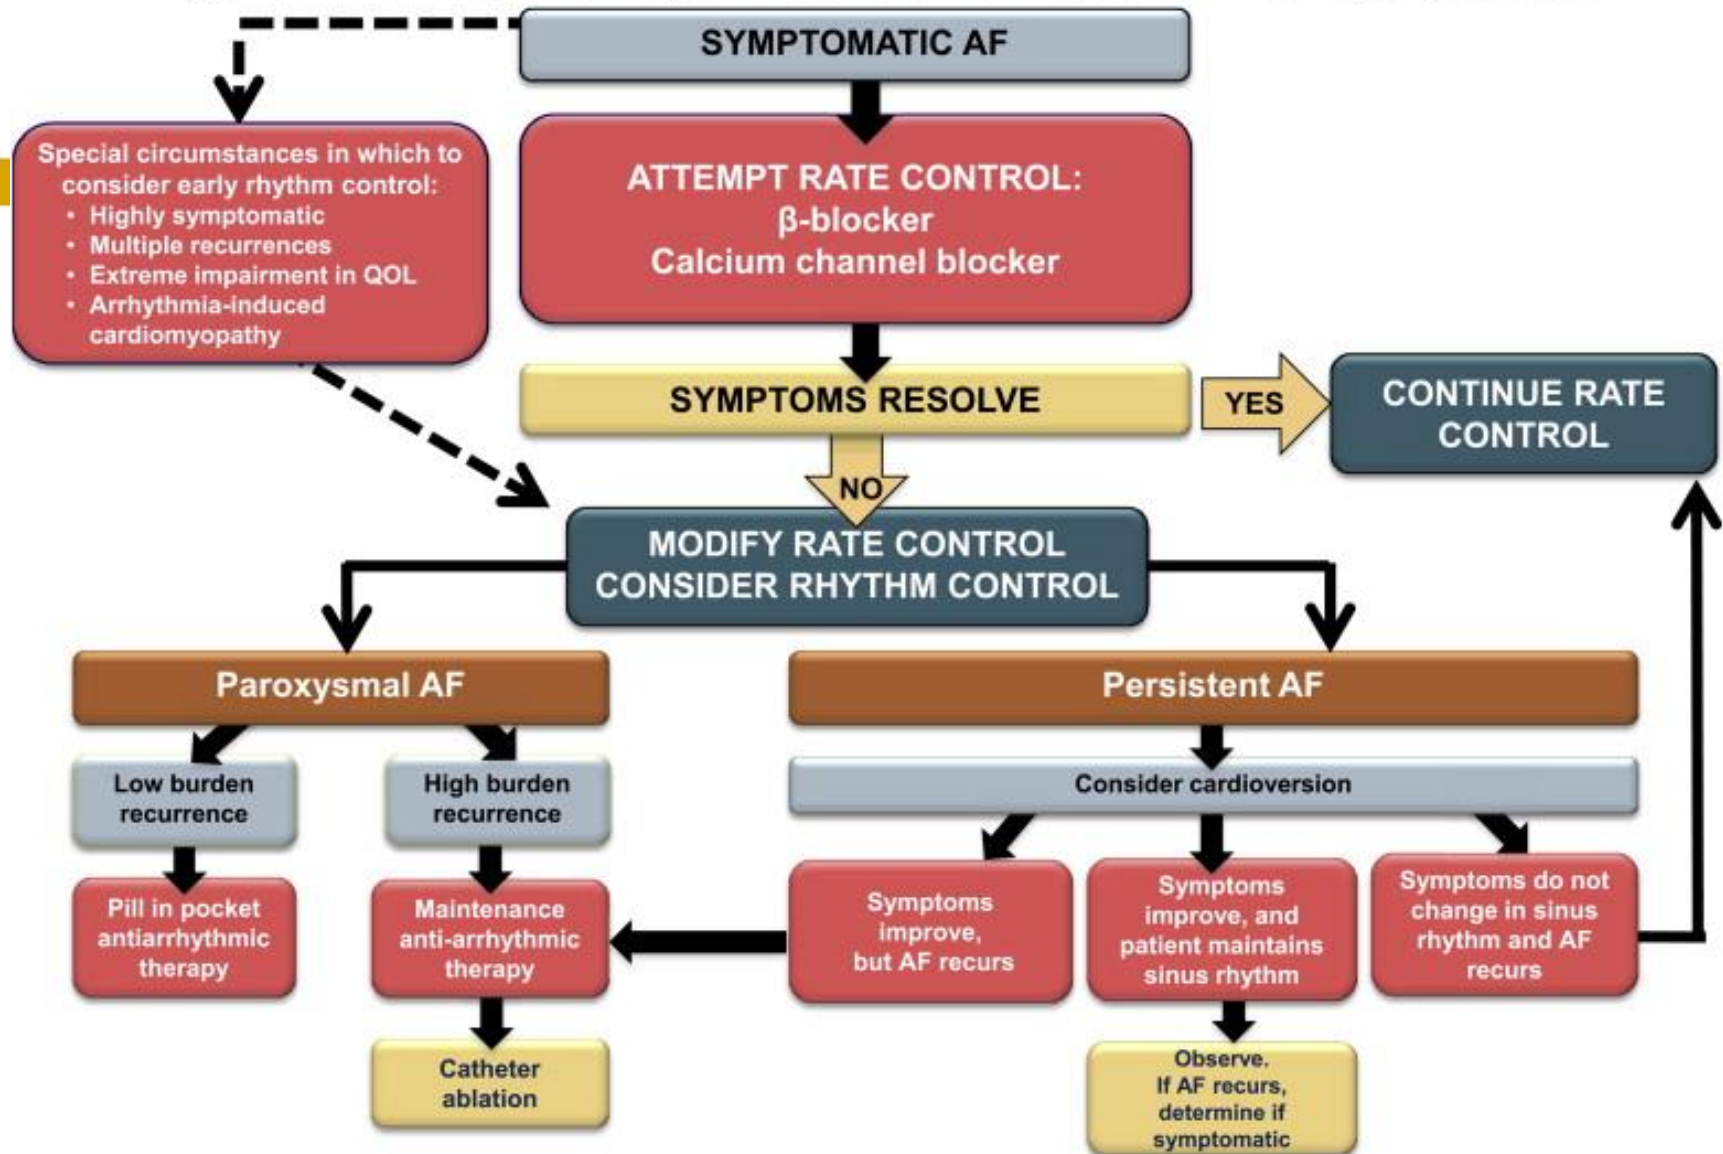 SYMPTOMATIC AF
Special circumstances in which to
consider early rhythm control:
• Highly symptomatic
• Multiple recurrences
• Extreme impairment in QOL
• Arrhythmia-induced
cardiomyopathy
ATTEMPT RATE CONTROL:
β-blocker
Calcium channel blocker
SYMPTOMS RESOLVE
YES
CONTINUE RATE
CONTROL
NO
MODIFY RATE CONTROL
CONSIDER RHYTHM CONTROL
Paroxysmal AF
Persistent AF
Low burden
recurrence
High burden
recurrence
Consider cardioversion
Pill in pocket
antiarrhythmic
therapy
Maintenance
anti-arrhythmic
therapy
Symptoms
improve,
but AF recurs
Symptoms
improve, and
patient maintains
sinus rhythm
Symptoms do not
change in sinus
rhythm and AF
recurs
Catheter
ablation
Observe.
If AF recurs,
determine if
symptomatic